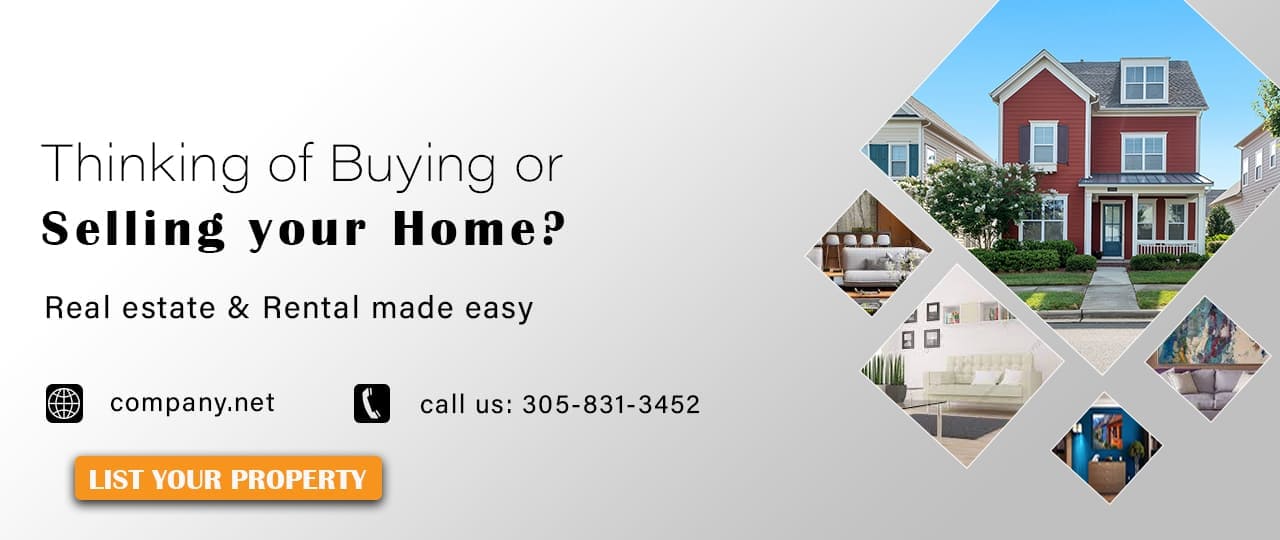 Thinking of Buying or
Selling your Home?
Real estate & Rental made easy
company.net
call us: 305-831-3452
LIST YOUR PROPERTY